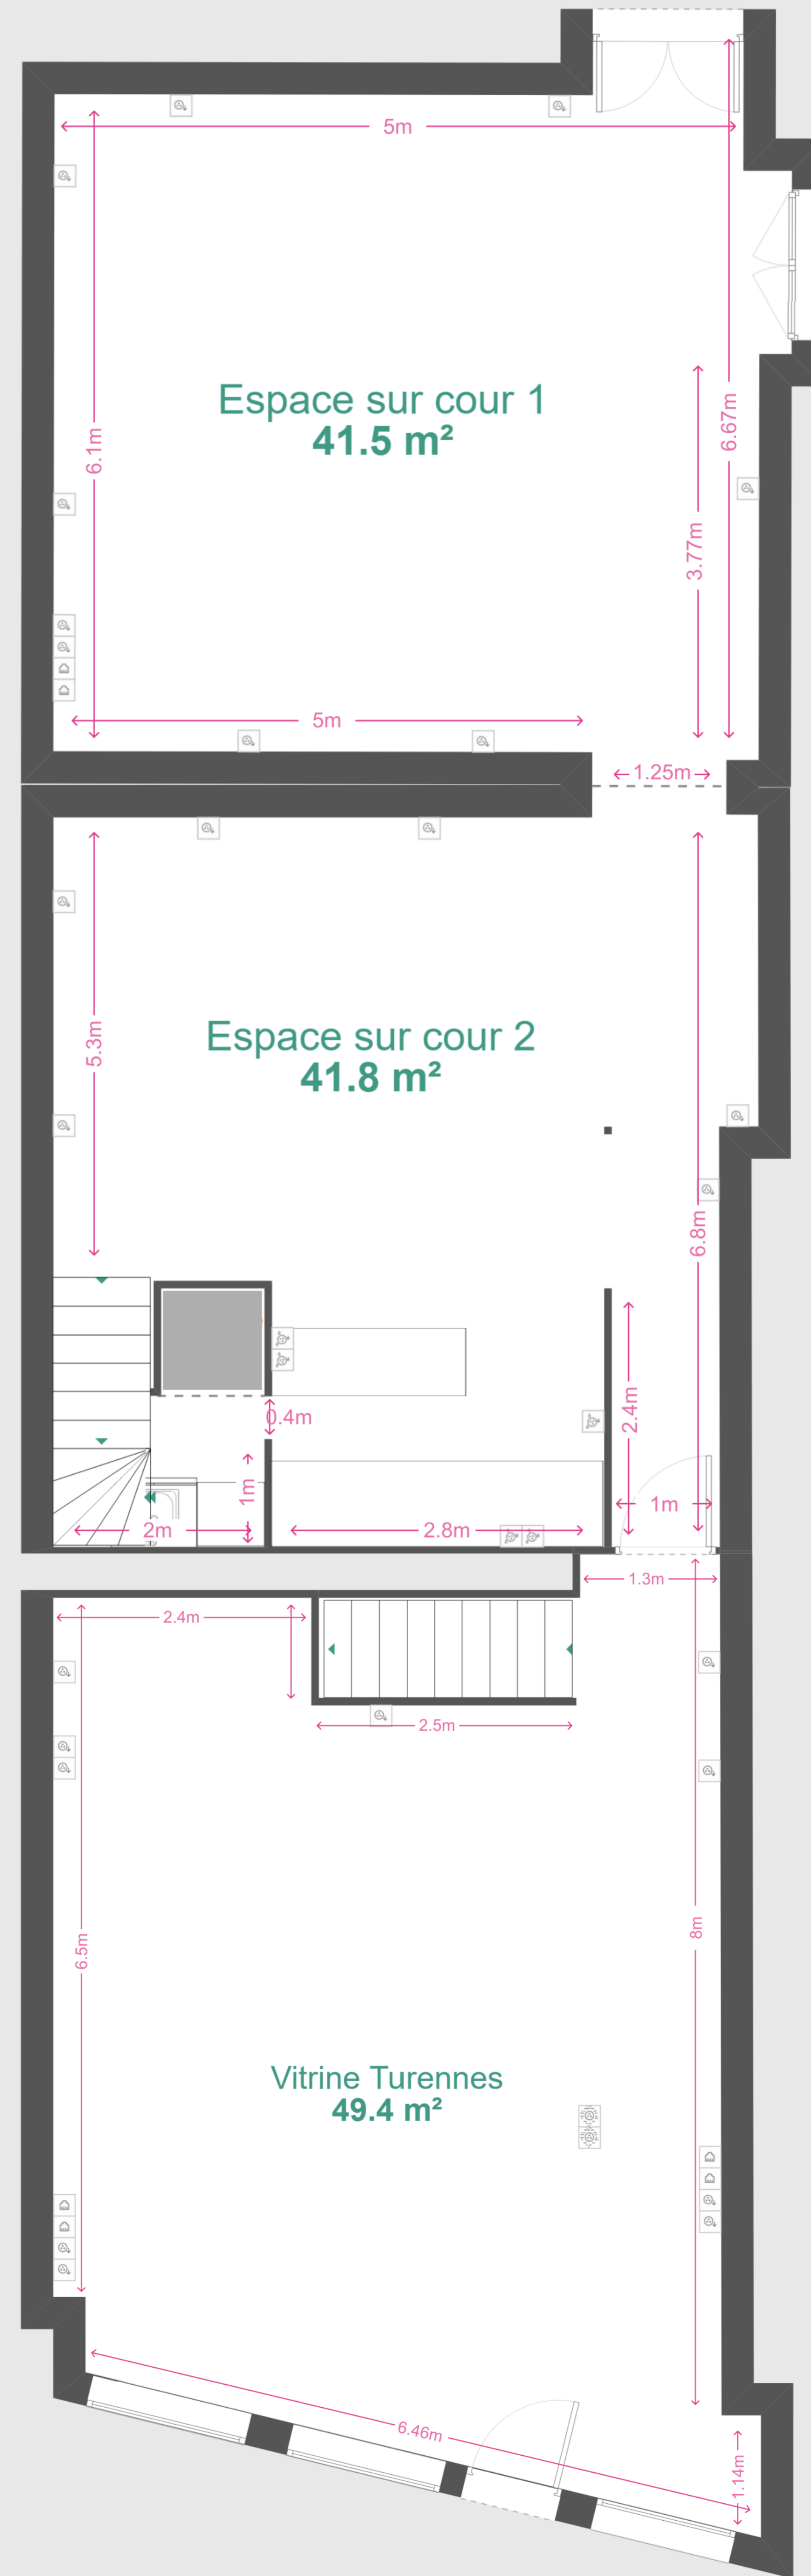 5m
Espace sur cour 1
41.5 m²
6.1m
6.67m
3.77m
5m
1.25m
5.3m
Espace sur cour 2
41.8 m²
6.8m
0.4m
2.4m
1m
2m
2.8m
1m
1.3m
2.4m
2.5m
6.5m
8m
Vitrine Turennes
49.4 m²
6.46m
1.14m